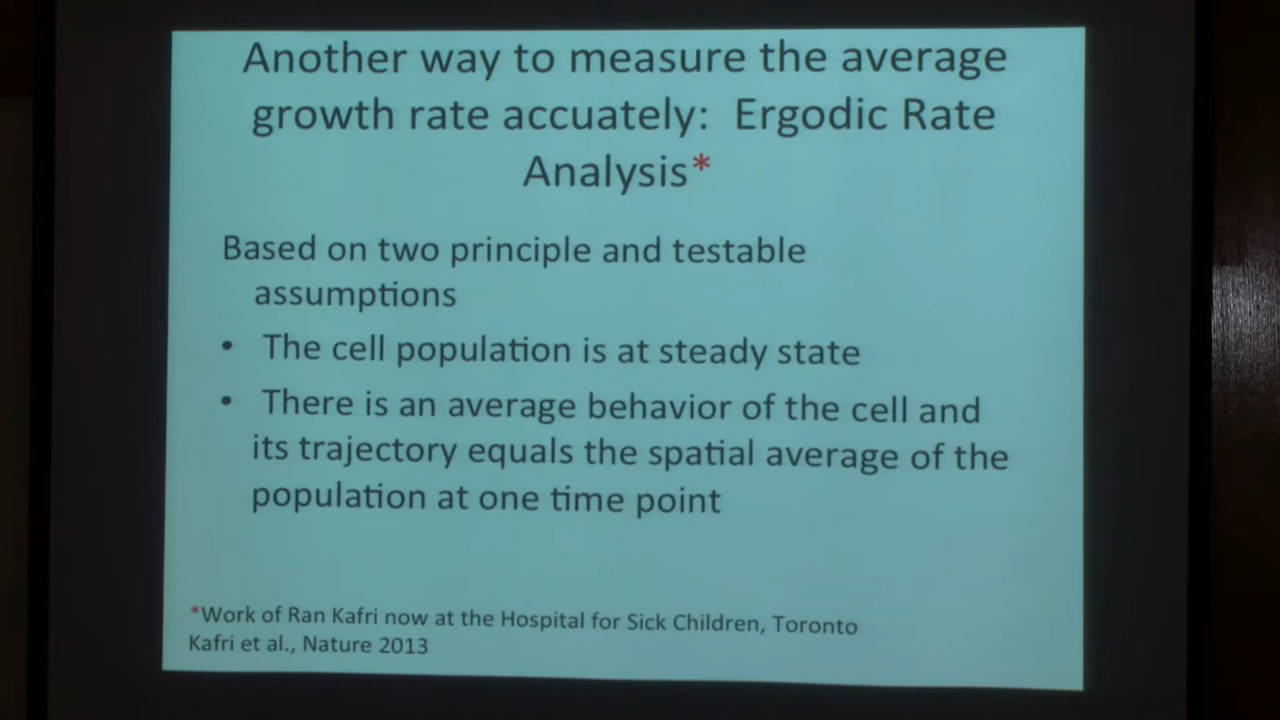 Another way to measure the average
growth rate accuately: Ergodic Rate
Analysis*
Based on two principle and testable
assumptions
• The cell population is at steady state
• There is an average behavior of the cell and
its trajectory equals the spatial average of the
population at one time point
*Work of Ran Kafri now at the Hospital for Sick Children, Toronto
Kafri et al., Nature 2013